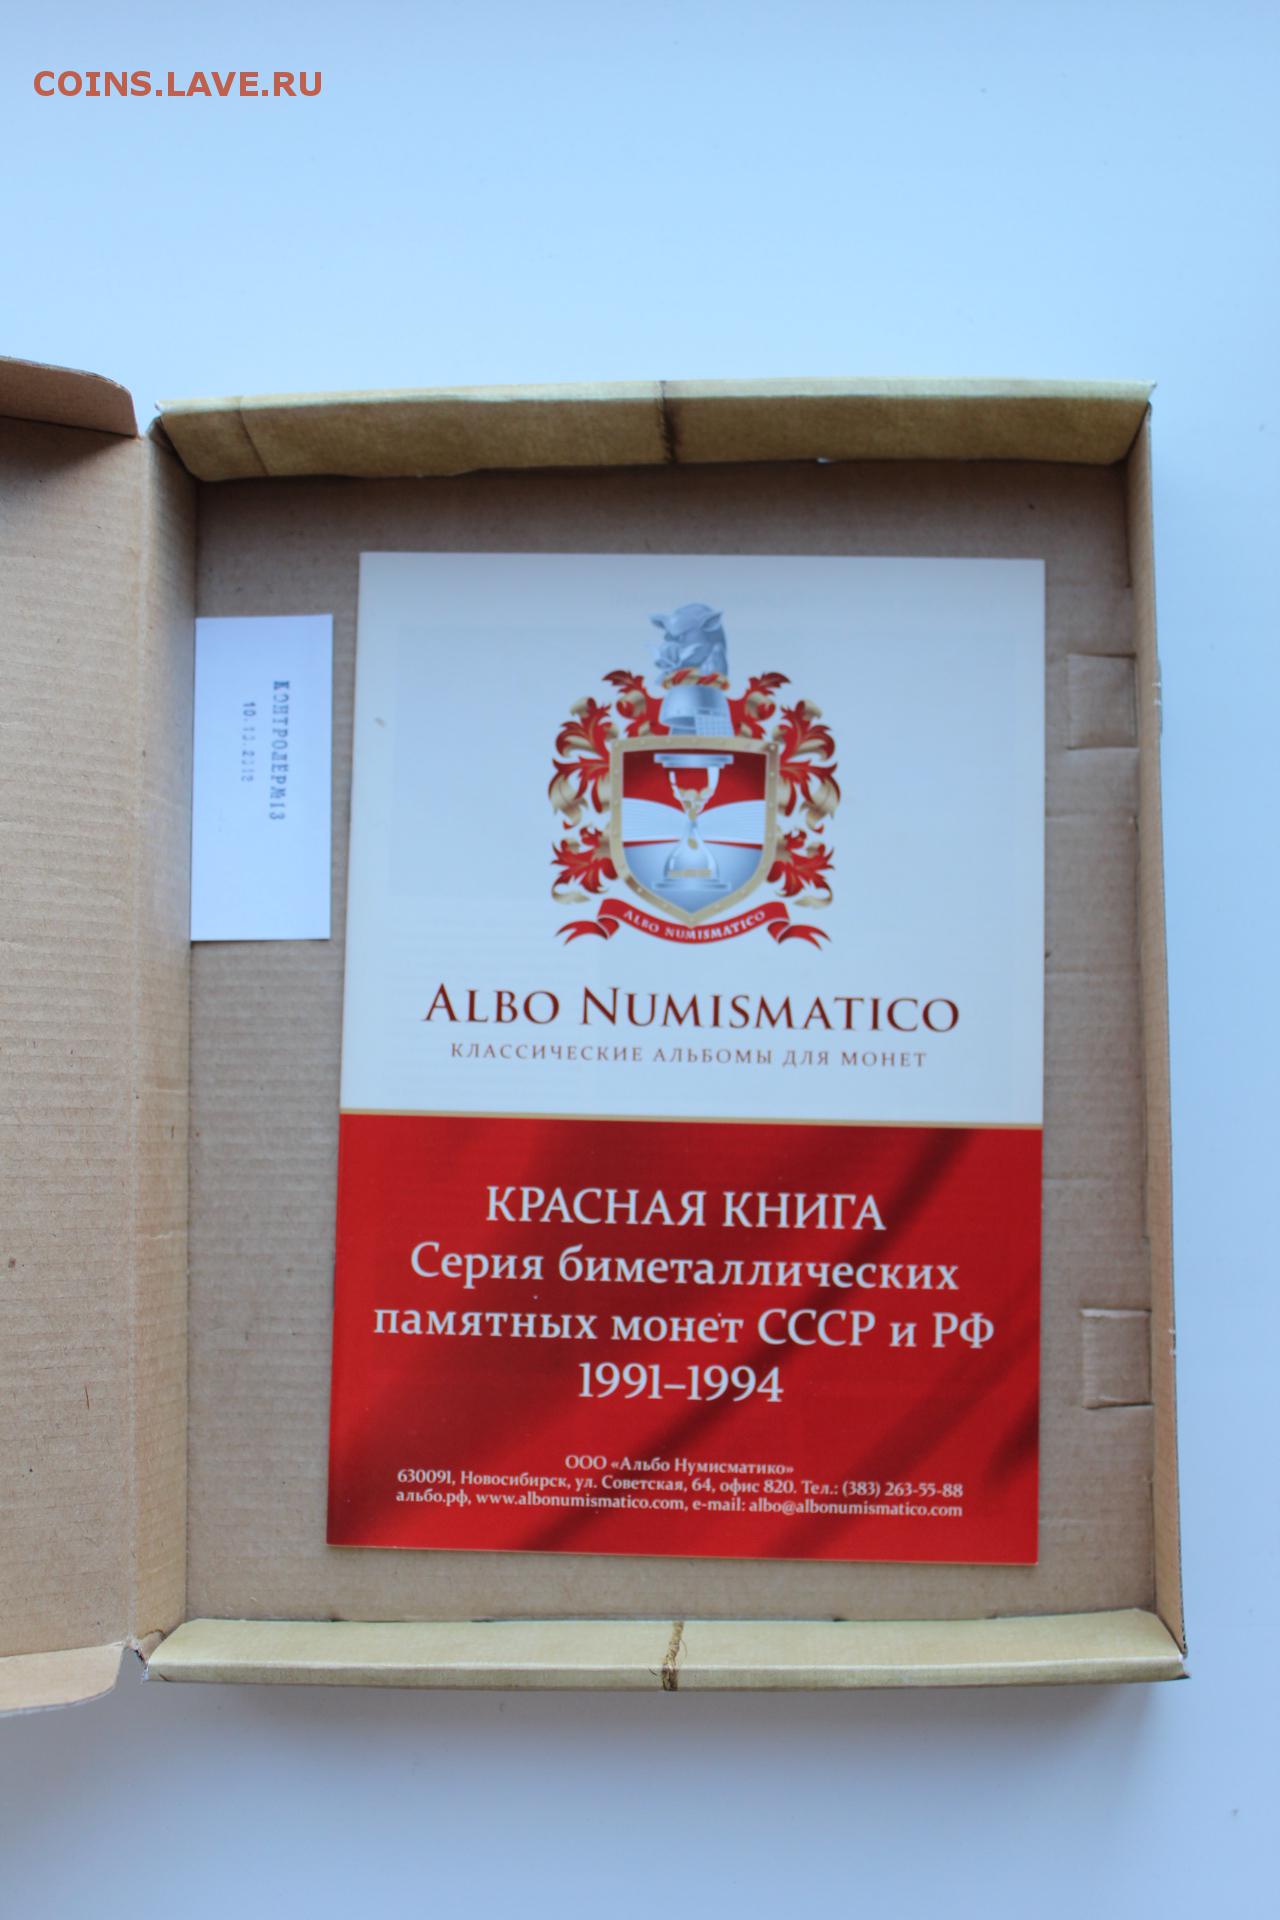 COINS.LAVE.RU
КОНТРОЛЕР №13
ALBO NUMISMATICO
ALBO NUMISMATICO
КЛАССИЧЕСКИЕ АЛЬБОМЫ ДЛЯ МОНЕТ
КРАСНАЯ КНИГА
Серия биметаллических
памятных монет СССР и РФ
1991–1994
ООО «Альбо Нумисматико»
630091, Новосибирск, ул. Советская, 64, офис 820. Тел.: (383) 263-55-88
альбо.рф, www.albonumismatico.com, e-mail: albo@albonumismatico.com